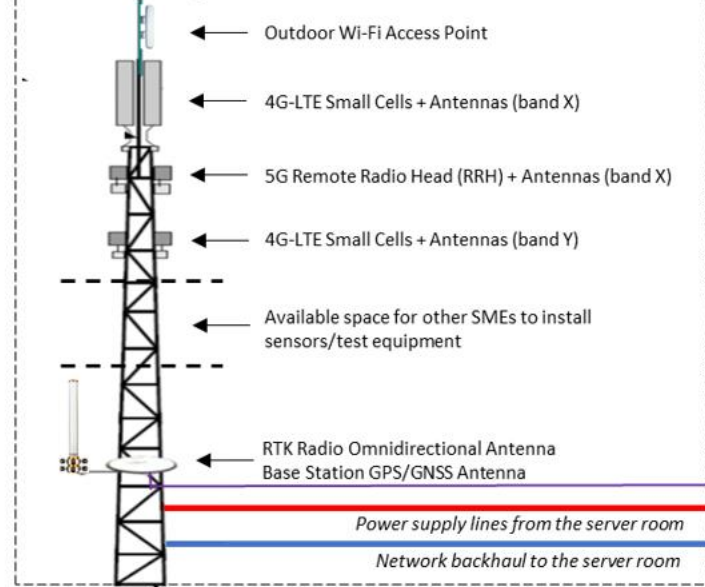 Outdoor Wi-Fi Access Point
4G-LTE Small Cells + Antennas (band X)
5G Remote Radio Head (RRH) + Antennas (band X)
4G-LTE Small Cells + Antennas (band Y)
Available space for other SMEs to install
sensors/test equipment
RTK Radio Omnidirectional Antenna
Base Station GPS/GNSS Antenna
Power supply lines from the server room
Network backhaul to the server room